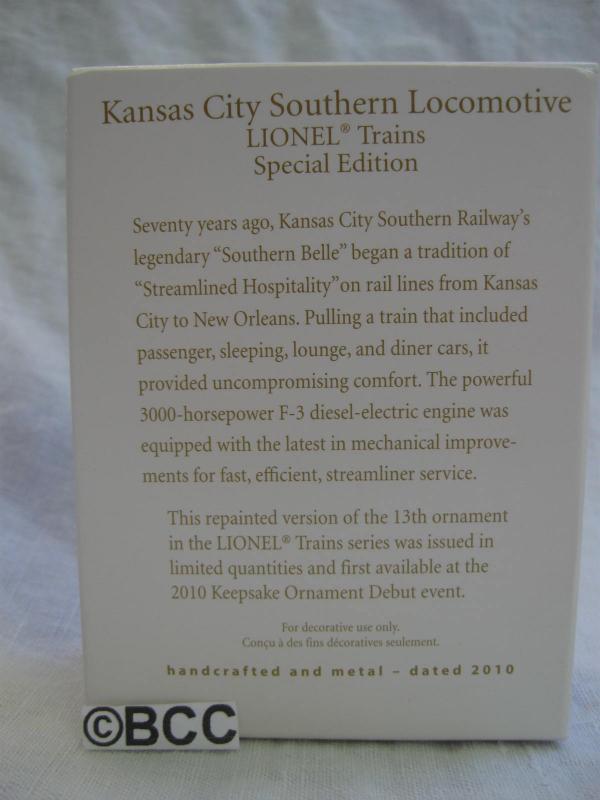 Kansas City Southern Locomotive
LIONEL® Trains
Special Edition
Seventy years ago, Kansas City Southern Railway's
legendary "Southern Belle" began a tradition of
"Streamlined Hospitality" on rail lines from Kansas
City to New Orleans. Pulling a train that included
passenger, sleeping, lounge, and diner cars, it
provided uncompromising comfort. The powerful
3000-horsepower F-3 diesel-electric engine was
equipped with the latest in mechanical improve-
ments for fast, efficient, streamliner service.
This repainted version of the 13th ornament
in the LIONEL® Trains series was issued in
limited quantities and first available at the
2010 Keepsake Ornament Debut event.
For decorative use only.
Conçu à des fins décoratives seulement.
handcrafted and metal – dated 2010
©BCC